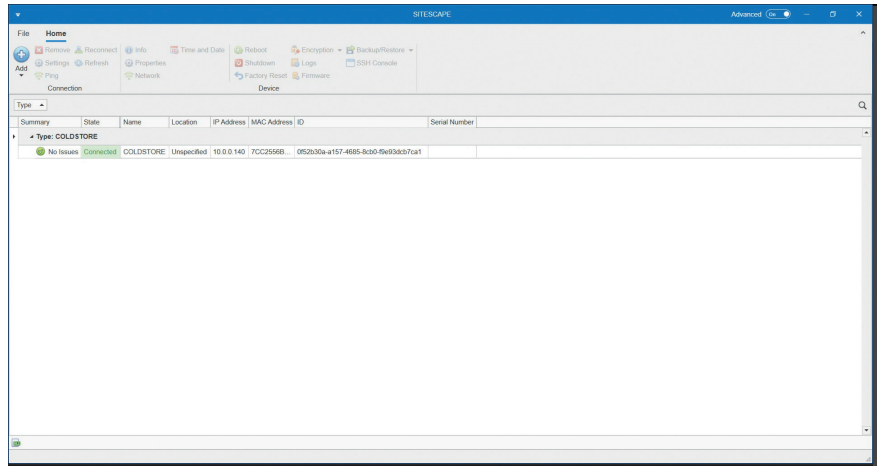 SITESCAPE
Advanced On
File Home
Add
Remove Reconnect
Settings Refresh
Ping
Connection
Info Time and Date
Properties
Network
Reboot Encryption Backup/Restore
Shutdown Logs SSH Console
Factory Reset Firmware
Device
Type
Summary State Name Location IP Address MAC Address ID Serial Number
Type: COLDSTORE
No Issues Connected COLDSTORE Unspecified 10.0.0.140 7CC2556B... 0f52b30a-a157-4685-8cb0-f9e93dcb7ca1